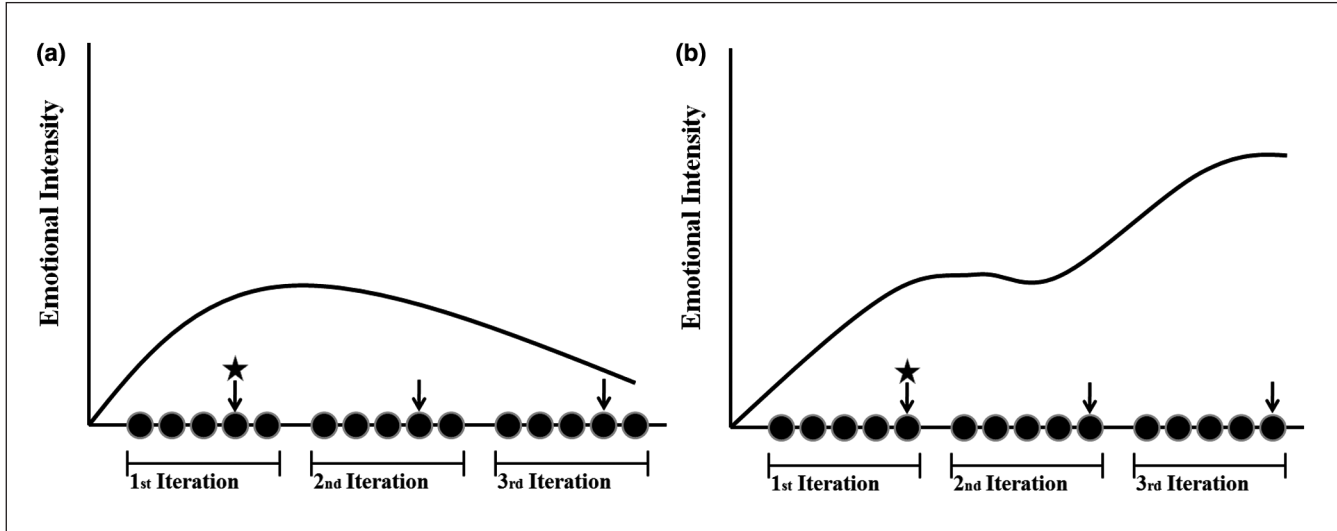 (a)
Emotional Intensity
1st Iteration
2nd Iteration
3rd Iteration
(b)
Emotional Intensity
1st Iteration
2nd Iteration
3rd Iteration